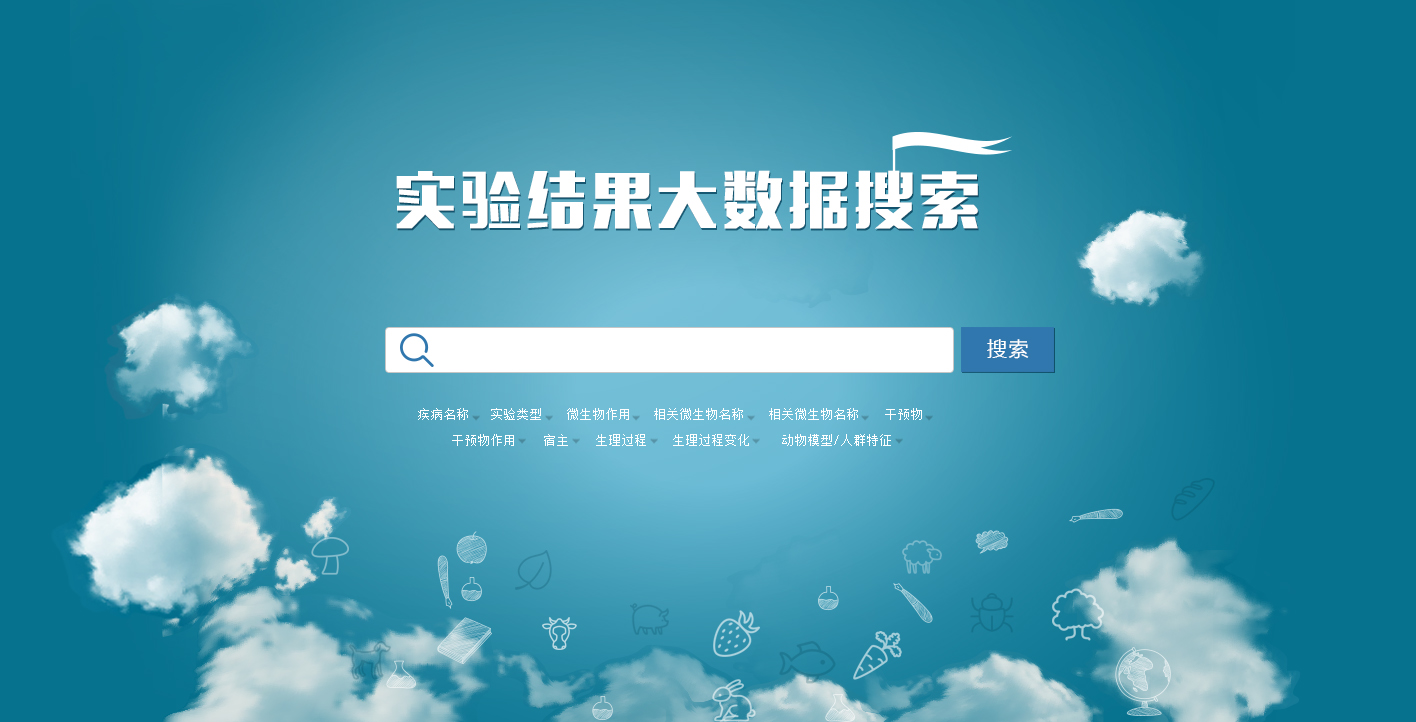 实验结果大数据搜索
搜索
疾病名称 实验类型 微生物作用 相关微生物名称 相关微生物名称 干预物
干预物作用 宿主 生理过程 生理过程变化 动物模型/人群特征